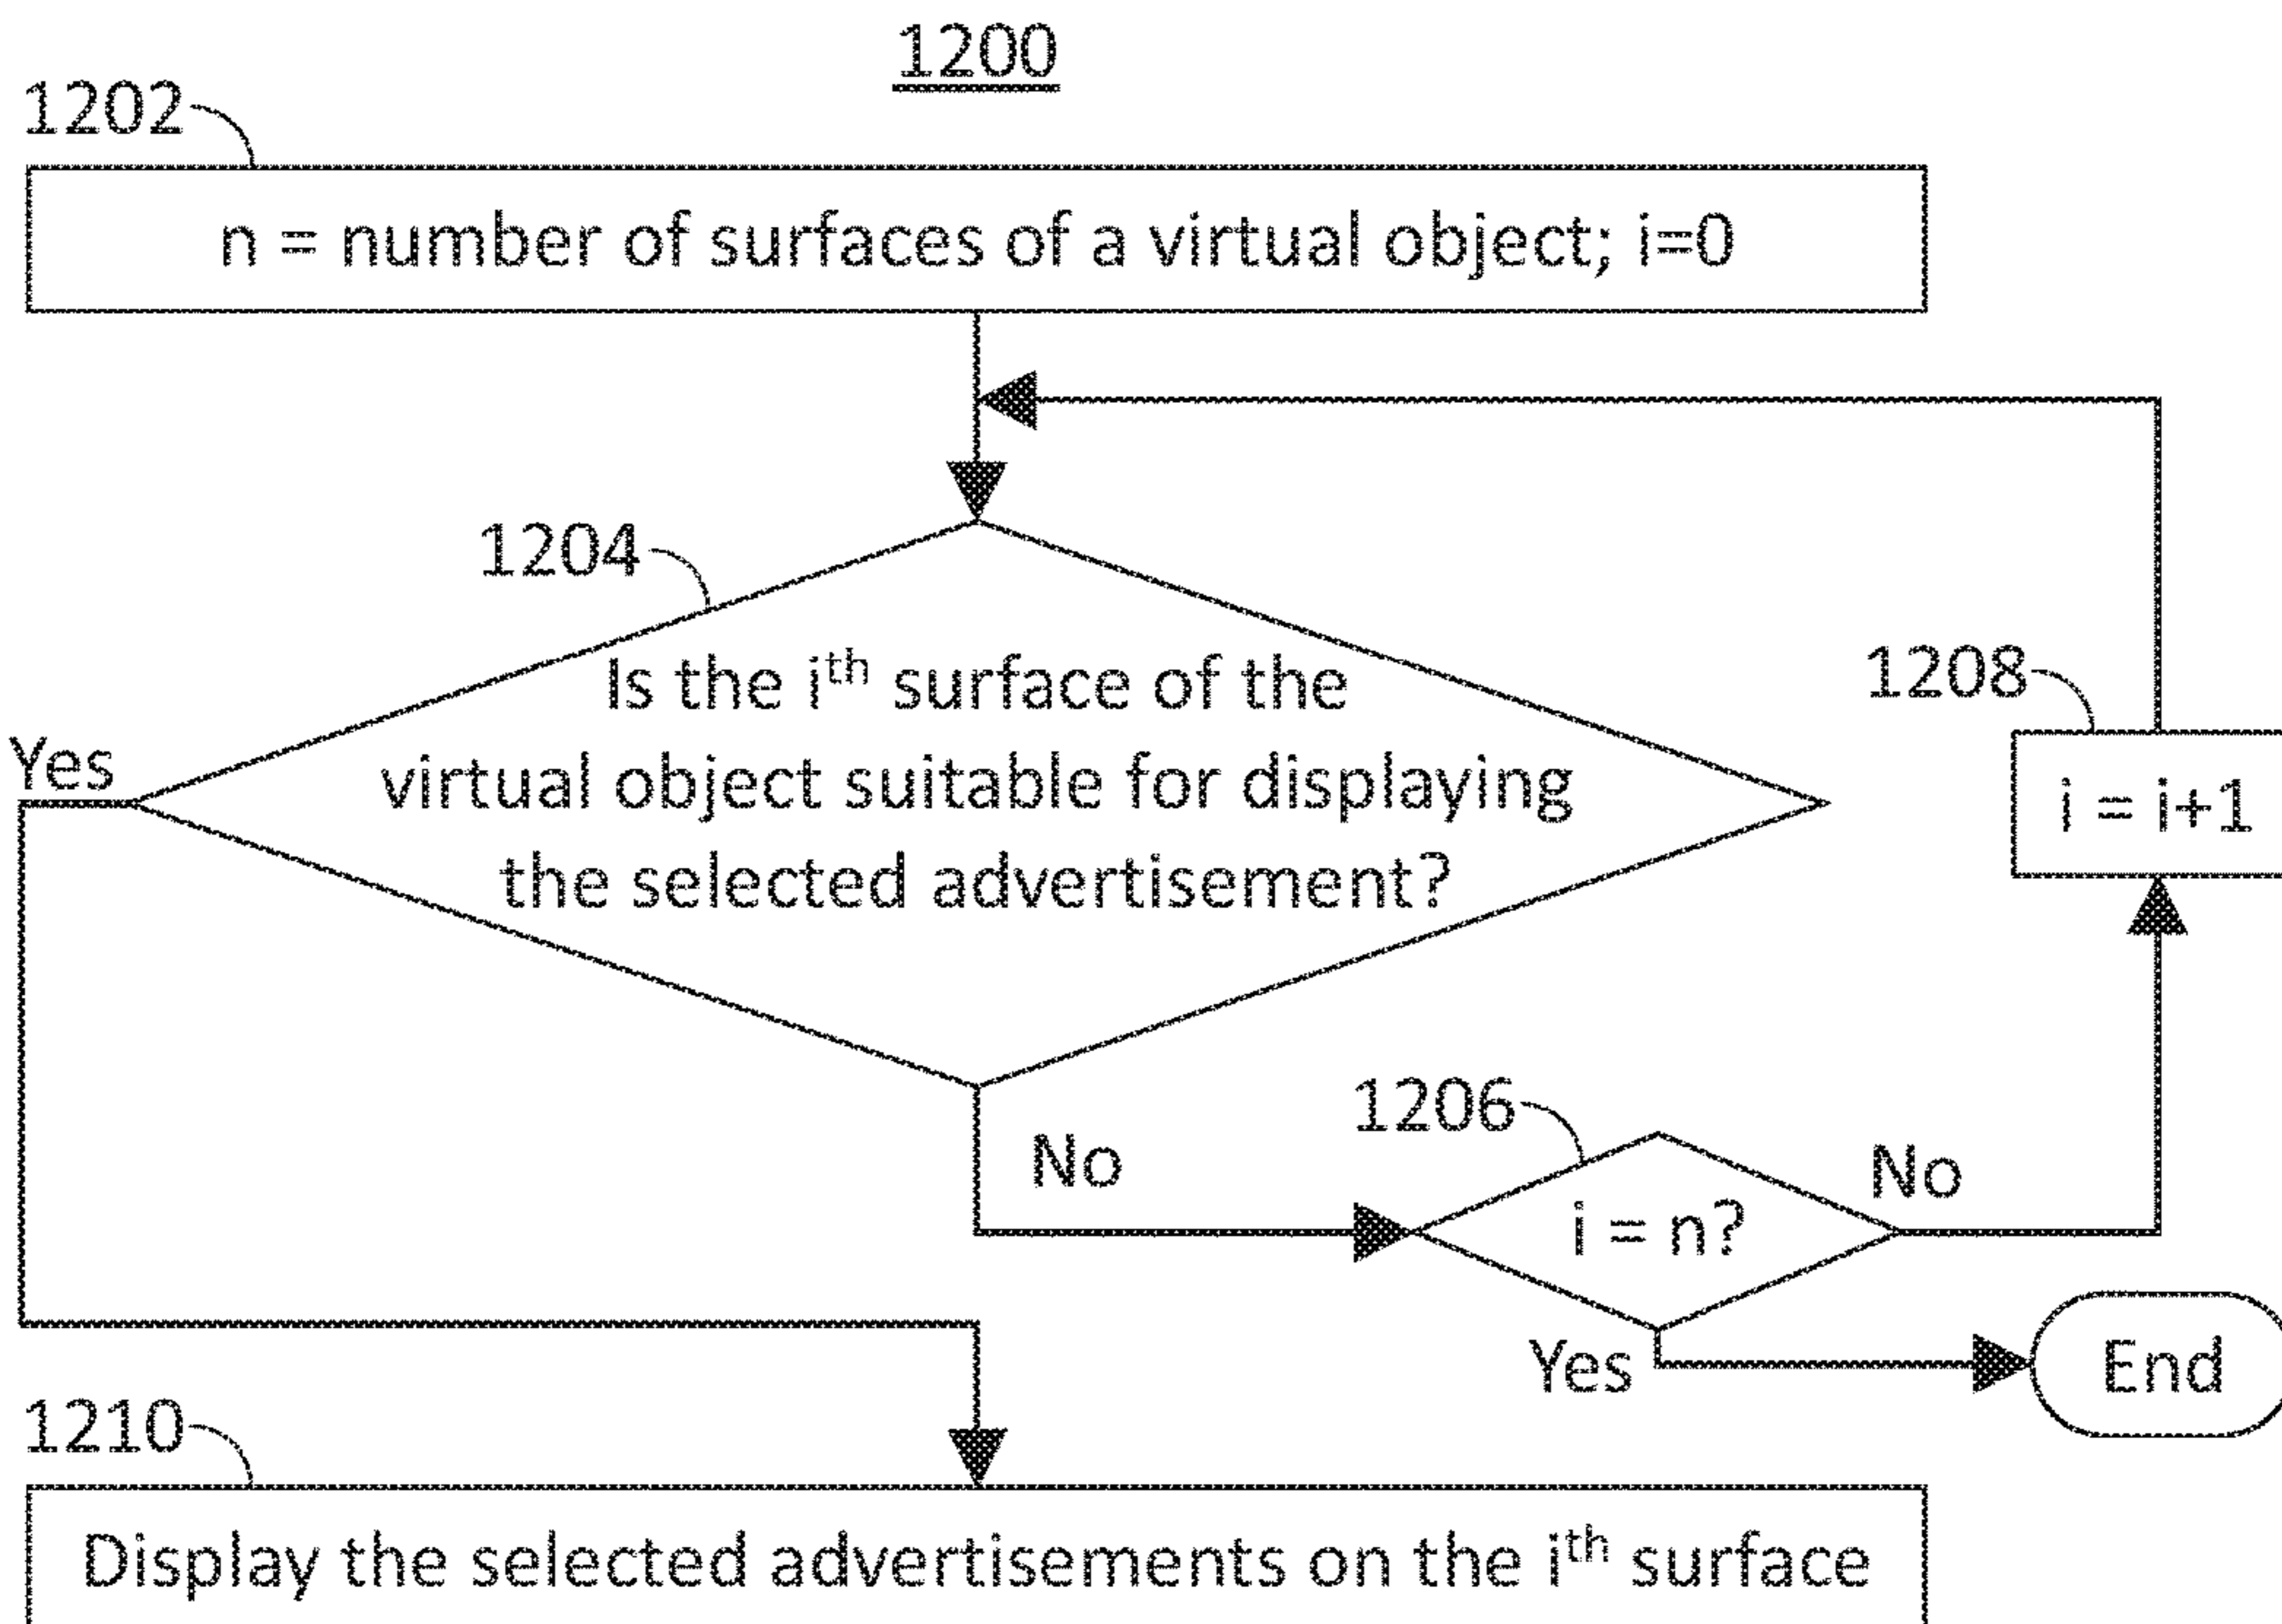 1200
1202
n = number of surfaces of a virtual object; i=0
1204
Is the ith surface of the
virtual object suitable for displaying
the selected advertisement?
Yes
1208
i = i+1
No
1206
i = n?
No
Yes
End
1210
Display the selected advertisements on the ith surface